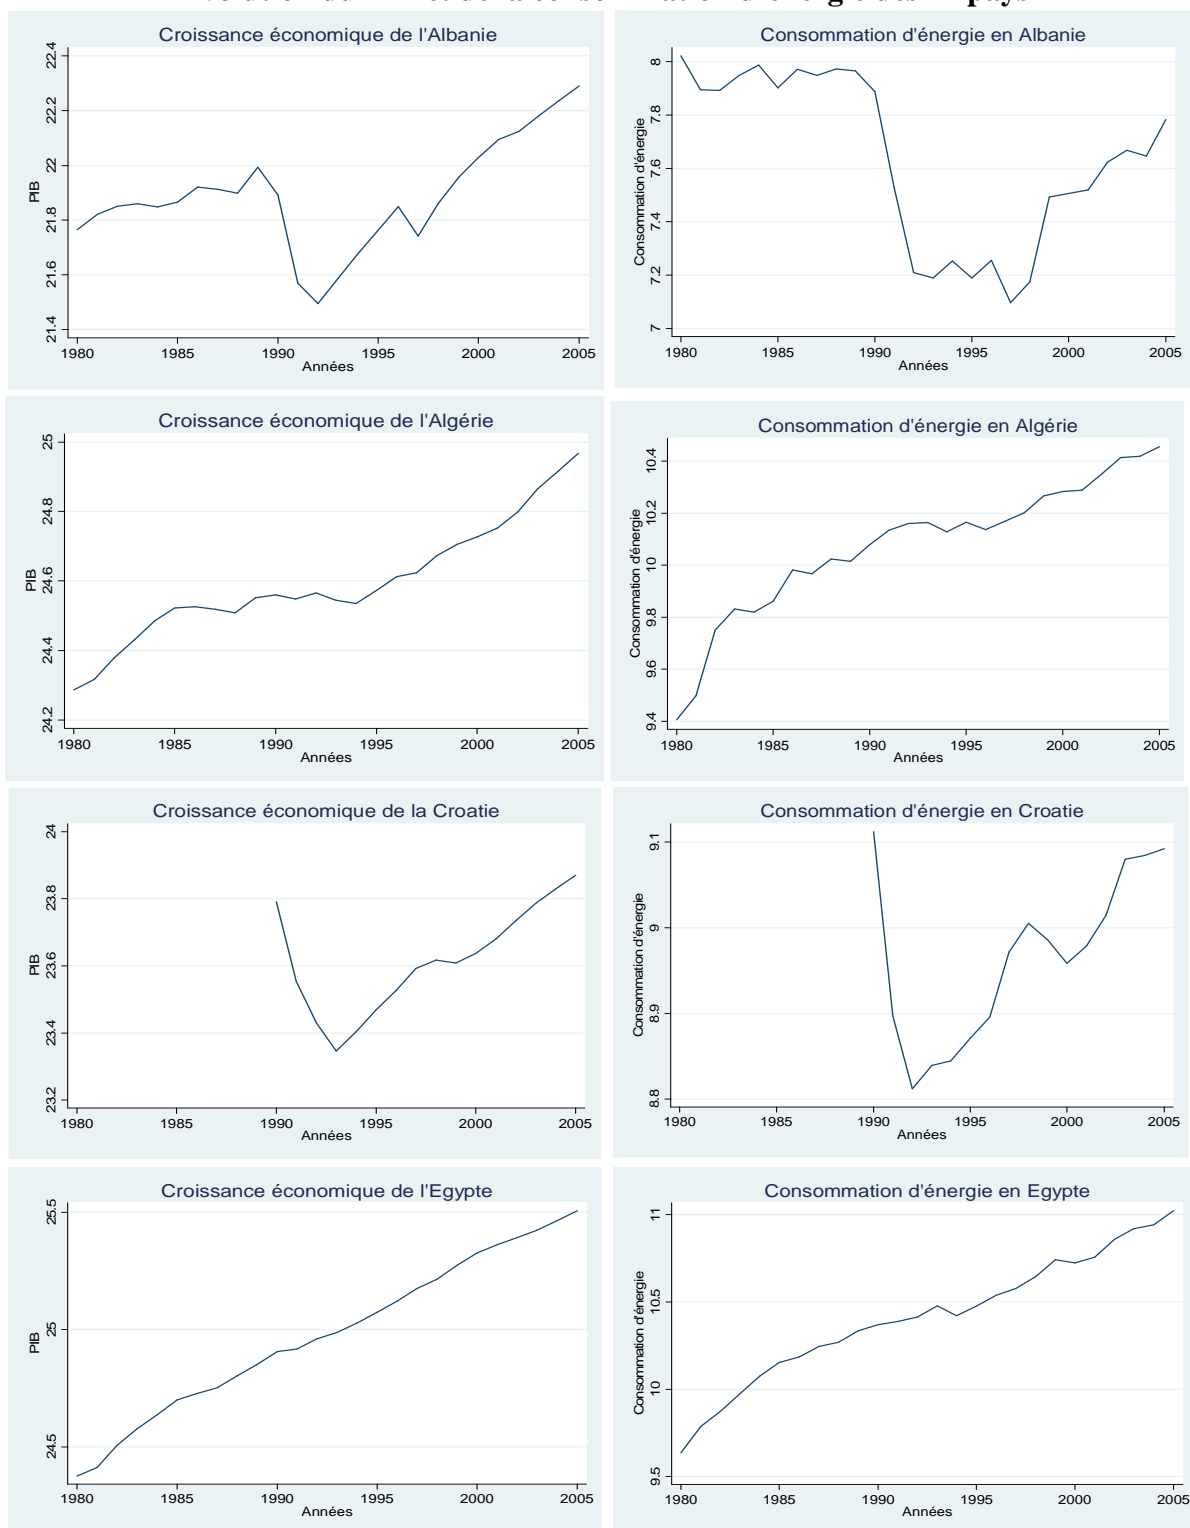 et de la consommation d'énergie des pays
Croissance économique de l'Albanie
PIB
22.4
22.2
22
21.8
21.6
21.4
1980 1985 1990 1995 2000 2005
Années
Consommation d'énergie en Albanie
Consommation d'énergie
8
7.8
7.6
7.4
7.2
7
1980 1985 1990 1995 2000 2005
Années
Croissance économique de l'Algérie
PIB
25
24.8
24.6
24.4
24.2
1980 1985 1990 1995 2000 2005
Années
Consommation d'énergie en Algérie
Consommation d'énergie
10.4
10.2
10
9.8
9.6
9.4
1980 1985 1990 1995 2000 2005
Années
Croissance économique de la Croatie
PIB
24
23.8
23.6
23.4
23.2
1980 1985 1990 1995 2000 2005
Années
Consommation d'énergie en Croatie
Consommation d'énergie
9.1
9
8.9
8.8
1980 1985 1990 1995 2000 2005
Années
Croissance économique de l'Egypte
PIB
25.5
25
24.5
1980 1985 1990 1995 2000 2005
Années
Consommation d'énergie en Egypte
Consommation d'énergie
11
10.5
10
9.5
1980 1985 1990 1995 2000 2005
Années